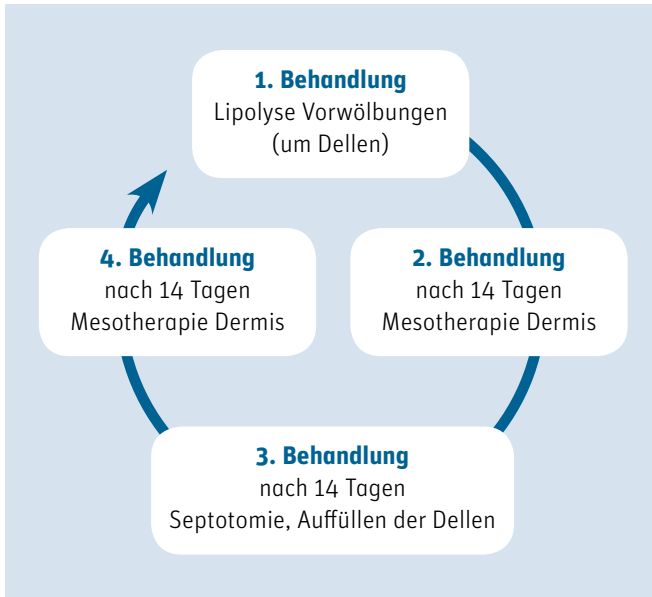 1. Behandlung
Lipolyse Vorwölbungen
(um Dellen)
2. Behandlung
nach 14 Tagen
Mesotherapie Dermis
3. Behandlung
nach 14 Tagen
Septotomie, Auffüllen der Dellen
4. Behandlung
nach 14 Tagen
Mesotherapie Dermis